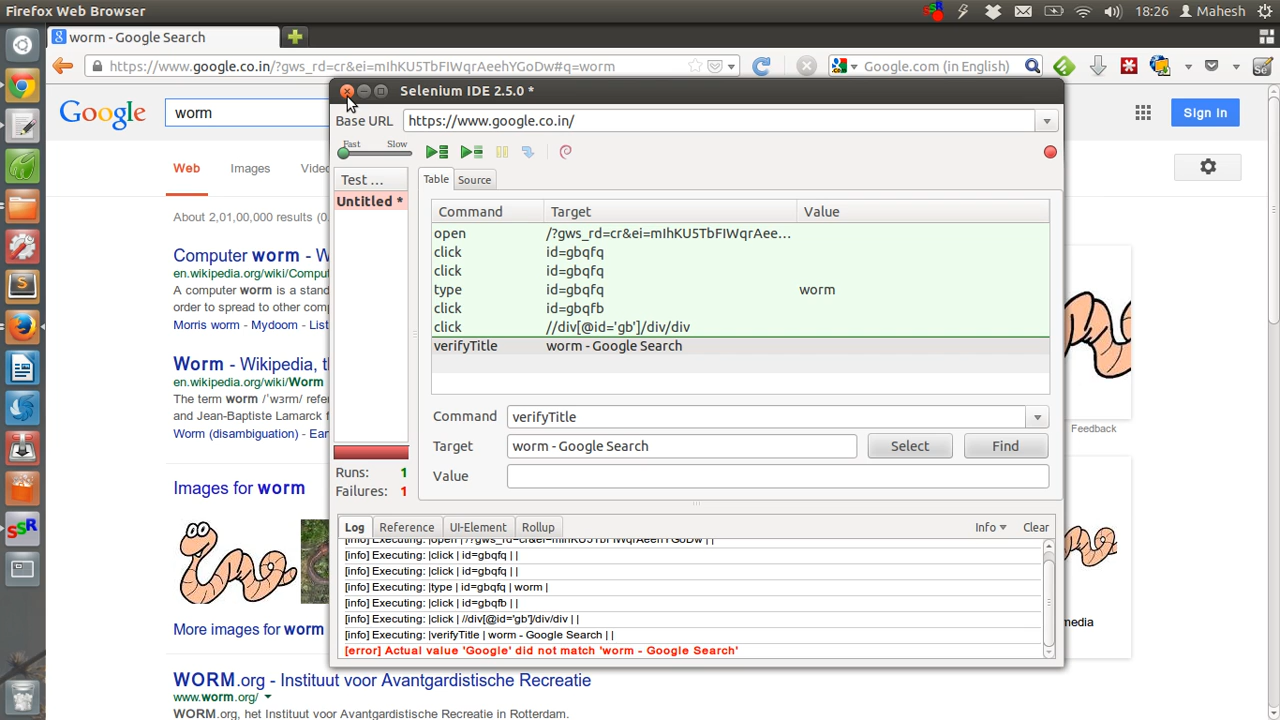 Firefox Web Browser
18:26 Mahesh
worm - Google Search
https://www.google.co.in/?gws_rd=cr&ei=mIhKU5TbFIWqrAeehYGoDw#q=worm
Google.com (in English)
Google
worm
Sign in
Web Images
About 2,01,00,000 results
Computer worm - W
en.wikipedia.org/wiki/Comput
A computer worm is a stand
order to spread to other comp
Morris worm - Mydoom - List
Worm - Wikipedia, th
en.wikipedia.org/wiki/Worm
The term worm /ˈwɜrm/ refer
and Jean-Baptiste Lamarck f
Worm (disambiguation) - Ear
Images for worm
More images for worm
WORM.org - Instituut voor Avantgardistische Recreatie
www.worm.org/
WORM.org, het Instituut voor Avantgardistische Recreatie in Rotterdam.
Feedback
media
Selenium IDE 2.5.0 *
Base URL https://www.google.co.in/
Fast Slow
Test ...
Untitled *
Runs: 1
Failures: 1
Table Source
Command Target Value
open /?gws_rd=cr&ei=mIhKU5TbFIWqrAee...
click id=gbqfq
click id=gbqfq
type id=gbqfq worm
click id=gbqfb
click //div[@id='gb']/div/div
verifyTitle worm - Google Search
Command verifyTitle
Target worm - Google Search Select Find
Value
Log Reference UI-Element Rollup Info Clear
[info] Executing: |open | /?gws_rd=cr&ei=mIhKU5TbFIWqrAeehYGoDw | |
[info] Executing: |click | id=gbqfq | |
[info] Executing: |click | id=gbqfq | |
[info] Executing: |type | id=gbqfq | worm |
[info] Executing: |click | id=gbqfb | |
[info] Executing: |click | //div[@id='gb']/div/div | |
[info] Executing: |verifyTitle | worm - Google Search | |
[error] Actual value 'Google' did not match 'worm - Google Search'